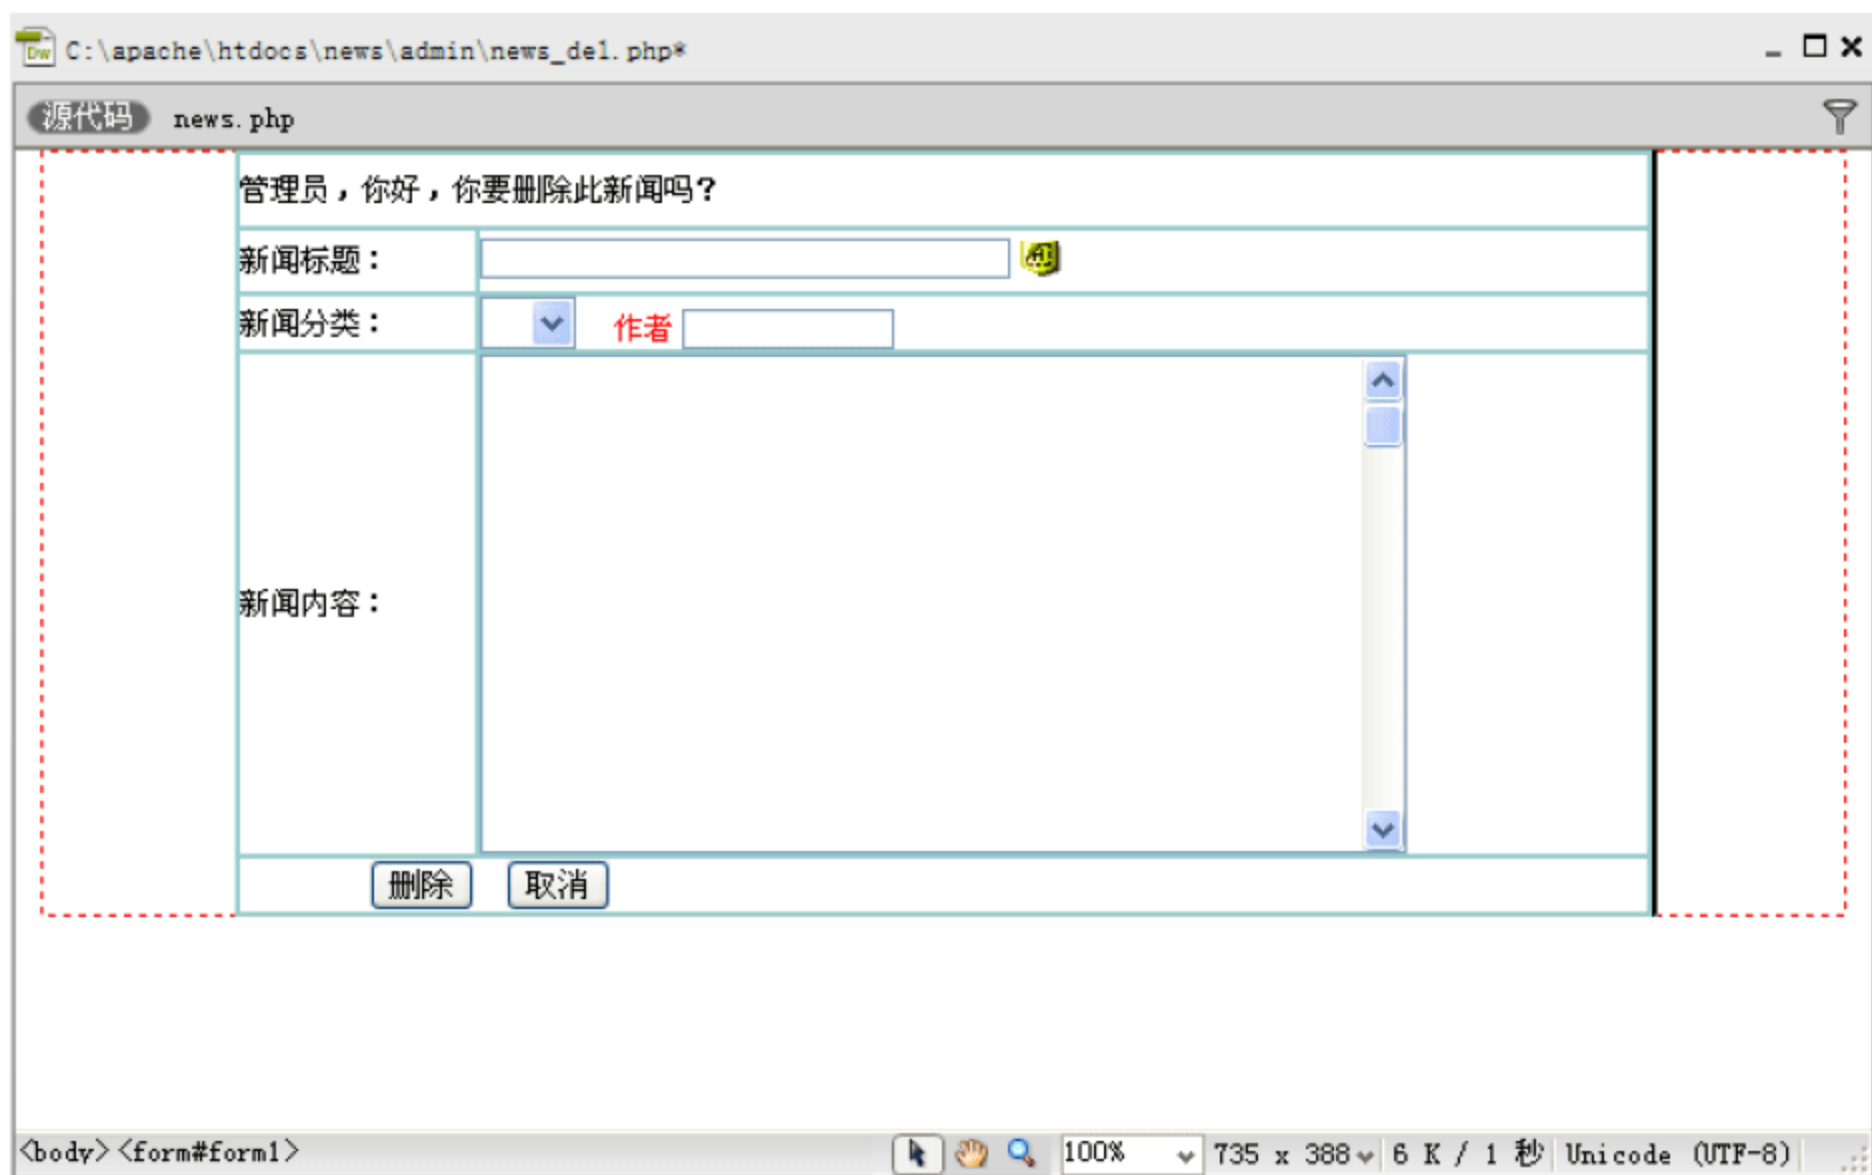 C:\apache\htdocs\news\admin\news_del.php*
源代码 news.php
管理员，你好，你要删除此新闻吗？
新闻标题：
新闻分类： 作者
新闻内容：
删除 取消
<body> <form#form1> 100% 735 x 388 6 K / 1 秒 Unicode (UTF-8)